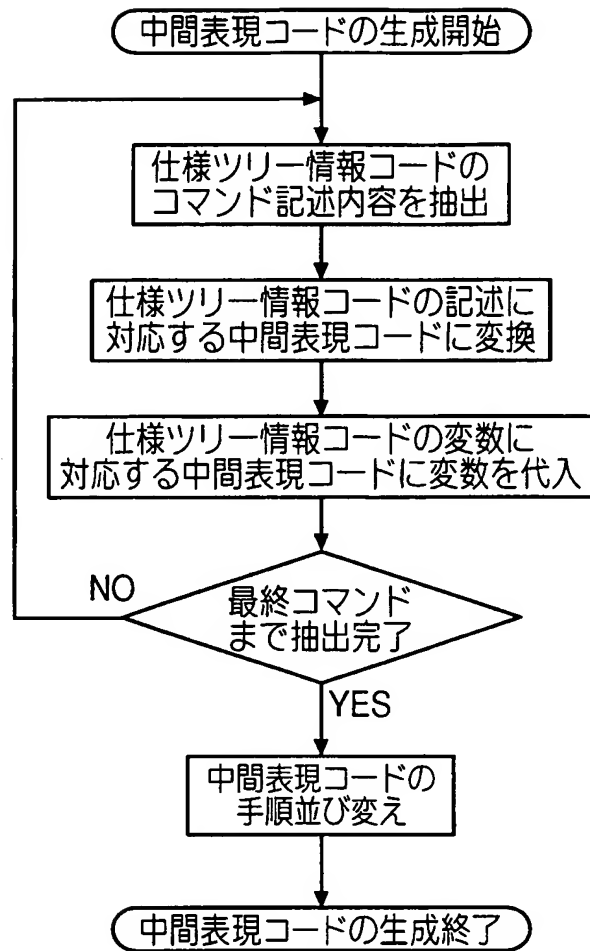 中間表現コードの生成開始
仕様ツリー情報コードの
コマンド記述内容を抽出
仕様ツリー情報コードの記述に
対応する中間表現コードに変換
仕様ツリー情報コードの変数に
対応する中間表現コードに変数を代入
NO
最終コマンド
まで抽出完了
YES
中間表現コードの
手順並び変え
中間表現コードの生成終了